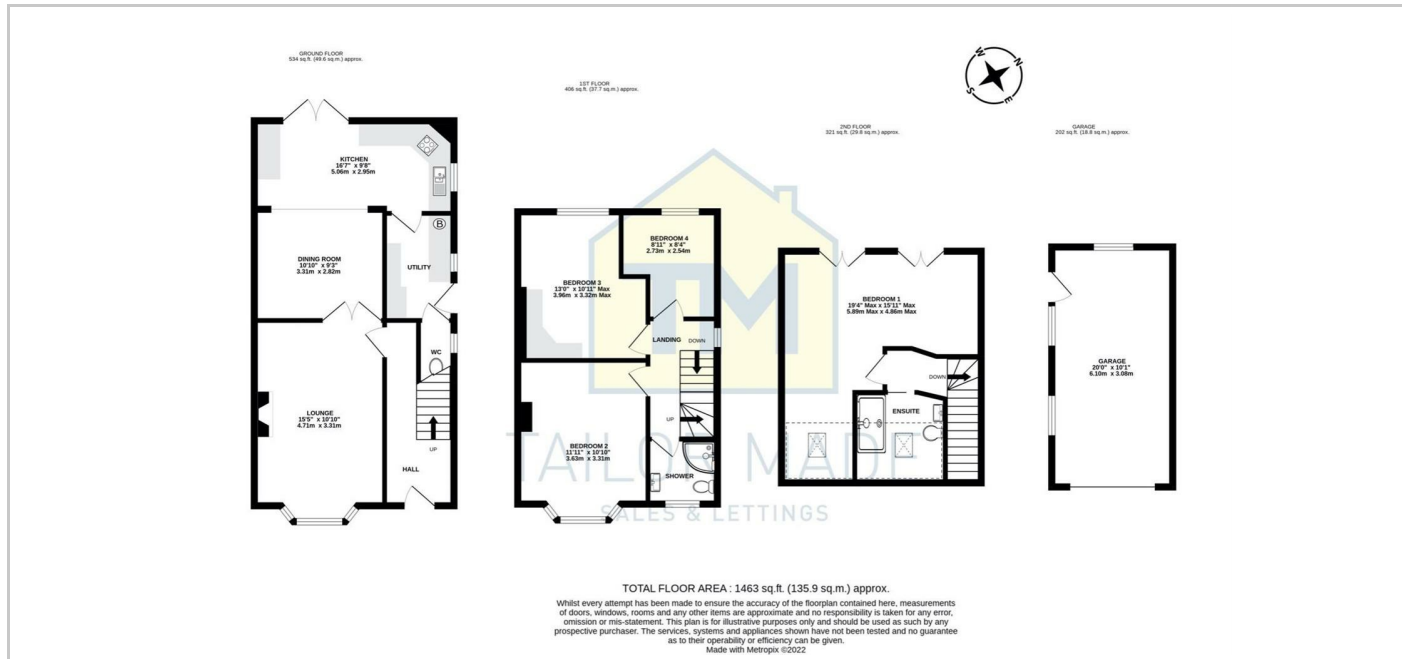 GROUND FLOOR
534 sq.ft. (49.6 sq.m.) approx.
KITCHEN
16'7" x 9'8"
5.06m x 2.95m
B
DINING ROOM
10'10" x 9'3"
3.31m x 2.82m
UTILITY
WC
LOUNGE
15'5" x 10'10"
4.71m x 3.31m
UP
HALL
1ST FLOOR
406 sq.ft. (37.7 sq.m.) approx.
BEDROOM 4
8'11" x 8'4"
2.73m x 2.54m
BEDROOM 3
13'0" x 10'11" Max
3.96m x 3.32m Max
LANDING
DOWN
UP
BEDROOM 2
11'11" x 10'10"
3.63m x 3.31m
SHOWER
W
N
S
E
2ND FLOOR
321 sq.ft. (29.8 sq.m.) approx.
BEDROOM 1
19'4" Max x 15'11" Max
5.89m Max x 4.86m Max
DOWN
ENSUITE
GARAGE
202 sq.ft. (18.8 sq.m.) approx.
GARAGE
20'0" x 10'1"
6.10m x 3.08m
TM
TAILOR MADE
SALES & LETTINGS
TOTAL FLOOR AREA : 1463 sq.ft. (135.9 sq.m.) approx.
Whilst every attempt has been made to ensure the accuracy of the floorplan contained here, measurements
of doors, windows, rooms and any other items are approximate and no responsibility is taken for any error,
omission or mis-statement. This plan is for illustrative purposes only and should be used as such by any
prospective purchaser. The services, systems and appliances shown have not been tested and no guarantee
as to their operability or efficiency can be given.
Made with Metropix ©2022